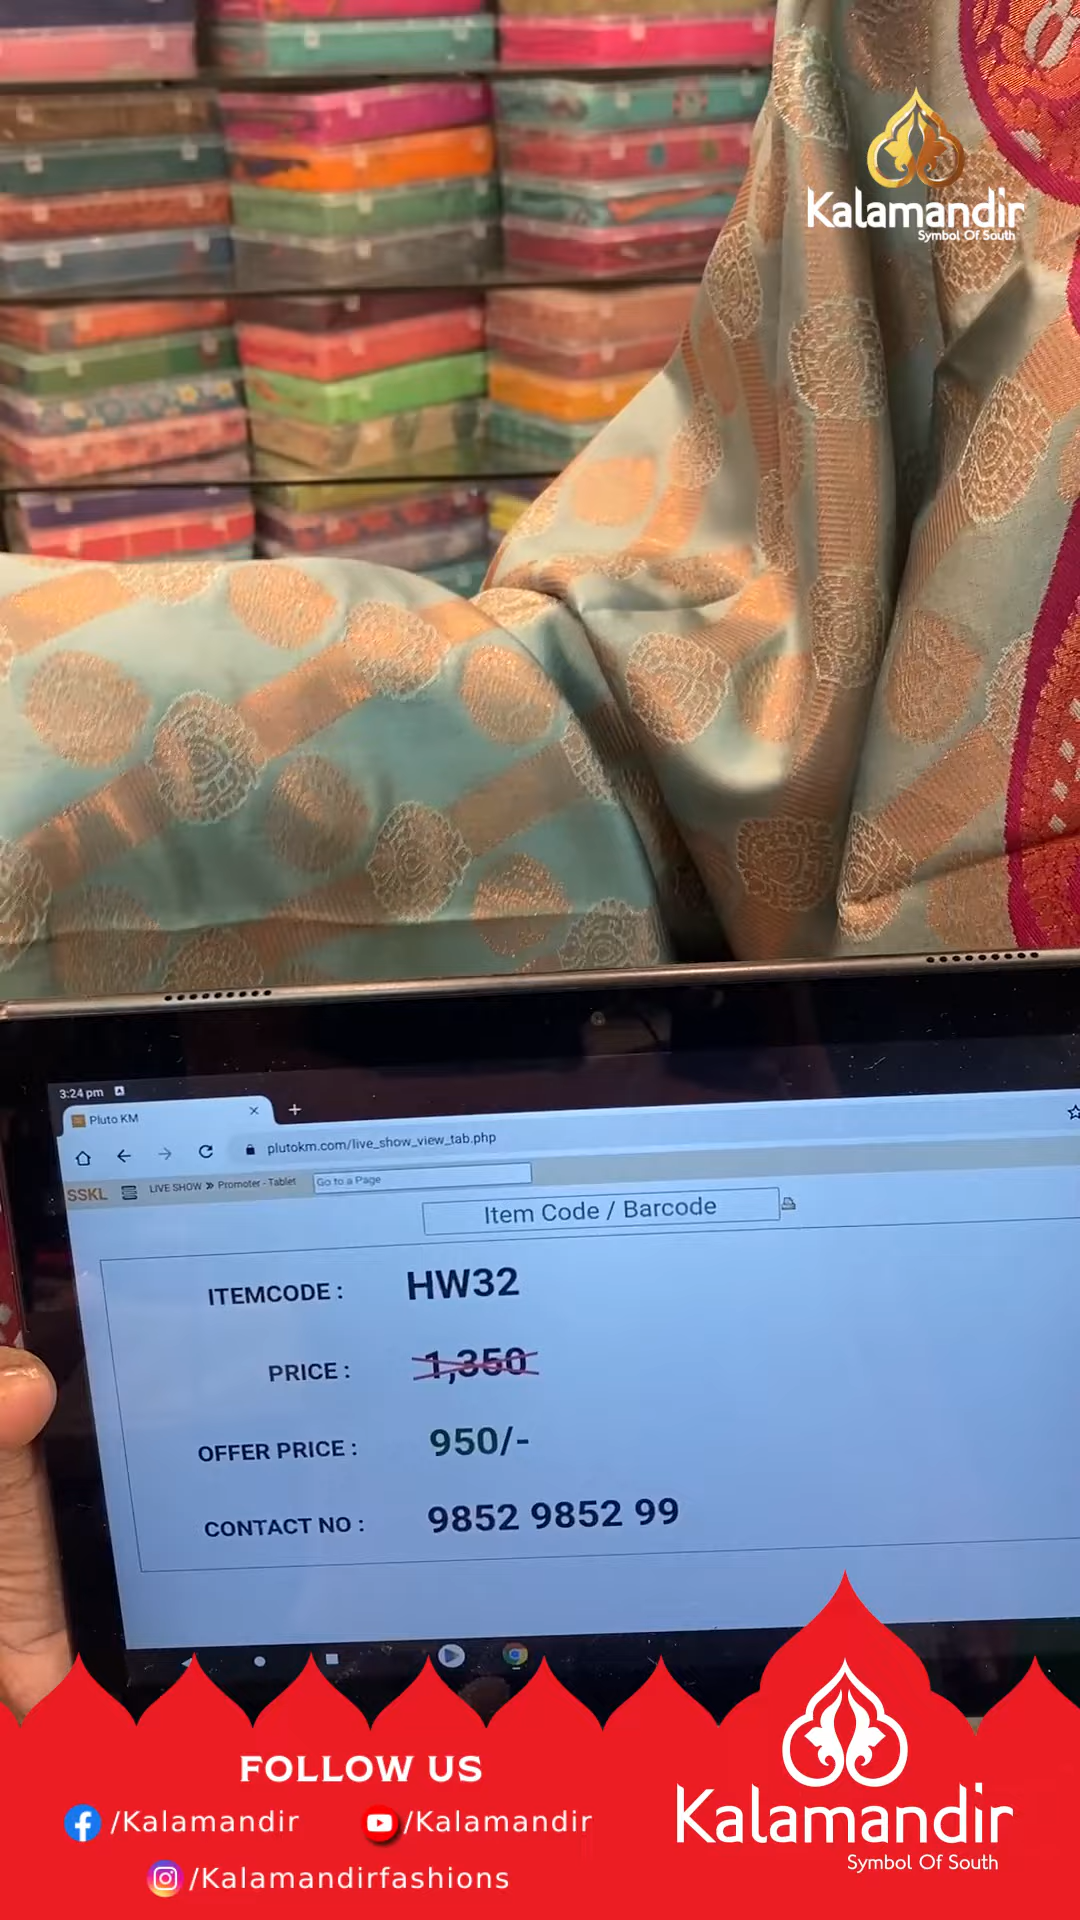 Kalamandir
Symbol Of South
3:24 pm
Pluto KM
plutokm.com/live_show_view_tab.php
SSKL LIVE SHOW » Promoter - Tablet Go to a Page
Item Code / Barcode
ITEMCODE : HW32
PRICE : 1,350
OFFER PRICE : 950/-
CONTACT NO : 9852 9852 99
FOLLOW US
/Kalamandir /Kalamandir
/Kalamandirfashions
Kalamandir
Symbol Of South